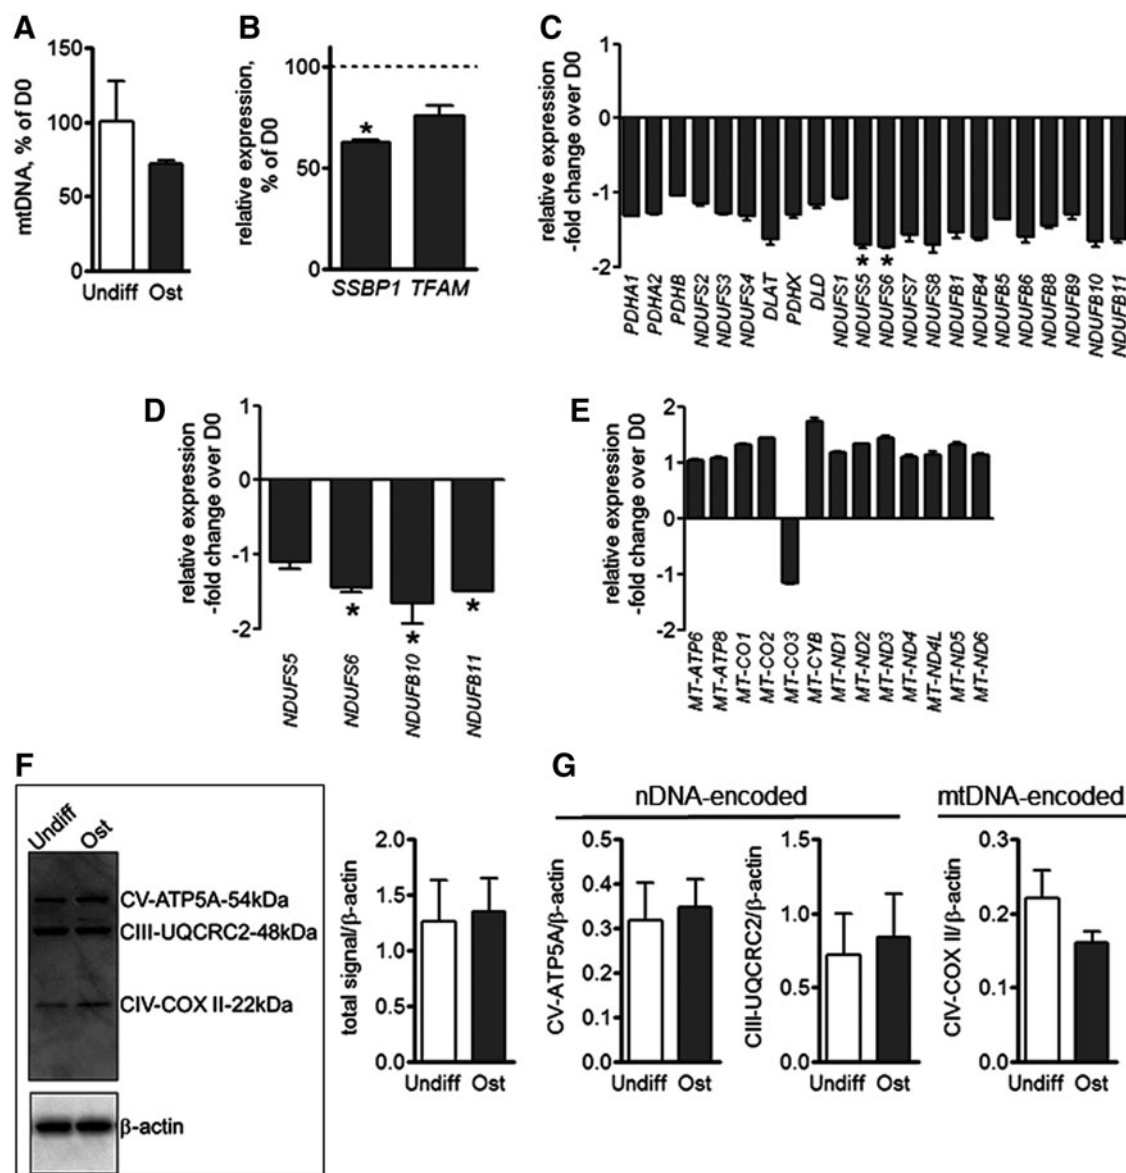 A
mtDNA, % of D0
150
100
50
0
Undiff Ost
B
relative expression,
% of D0
100
50
0
*
SSBP1 TFAM
C
relative expression
-fold change over D0
1
0
-1
-2
* *
PDHA1
PDHA2
PDHB
NDUFS2
NDUFS3
NDUFS4
DLAT
PDHX
DLD
NDUFS1
NDUFS5
NDUFS6
NDUFS7
NDUFS8
NDUFB1
NDUFB4
NDUFB5
NDUFB6
NDUFB8
NDUFB9
NDUFB10
NDUFB11
D
relative expression
-fold change over D0
1
0
-1
-2
* * *
NDUFS5
NDUFS6
NDUFB10
NDUFB11
E
relative expression
-fold change over D0
2
1
0
-1
-2
MT-ATP6
MT-ATP8
MT-CO1
MT-CO2
MT-CO3
MT-CYB
MT-ND1
MT-ND2
MT-ND3
MT-ND4
MT-ND4L
MT-ND5
MT-ND6
F
Undiff Ost
CV-ATP5A-54kDa
CIII-UQCRC2-48kDa
CIV-COX II-22kDa
β-actin
total signal/β-actin
2.0
1.5
1.0
0.5
0.0
Undiff Ost
G
nDNA-encoded
CV-ATP5A/β-actin
0.5
0.4
0.3
0.2
0.1
0.0
Undiff Ost
CIII-UQCRC2/β-actin
1.5
1.0
0.5
0.0
Undiff Ost
mtDNA-encoded
CIV-COX II/β-actin
0.3
0.2
0.1
0.0
Undiff Ost